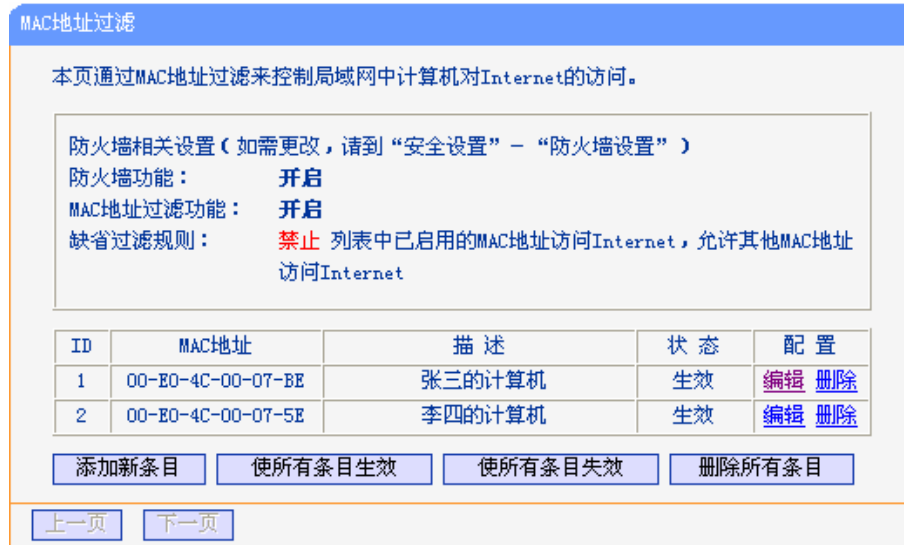 MAC地址过滤
本页通过MAC地址过滤来控制局域网中计算机对Internet的访问。
防火墙相关设置（如需更改，请到“安全设置”－“防火墙设置”）
防火墙功能： 开启
MAC地址过滤功能： 开启
缺省过滤规则： 禁止 列表中已启用的MAC地址访问Internet，允许其他MAC地址
访问Internet
ID MAC地址 描 述 状 态 配 置
1 00-E0-4C-00-07-BE 张三的计算机 生效 编辑 删除
2 00-E0-4C-00-07-5E 李四的计算机 生效 编辑 删除
添加新条目 使所有条目生效 使所有条目失效 删除所有条目
上一页 下一页